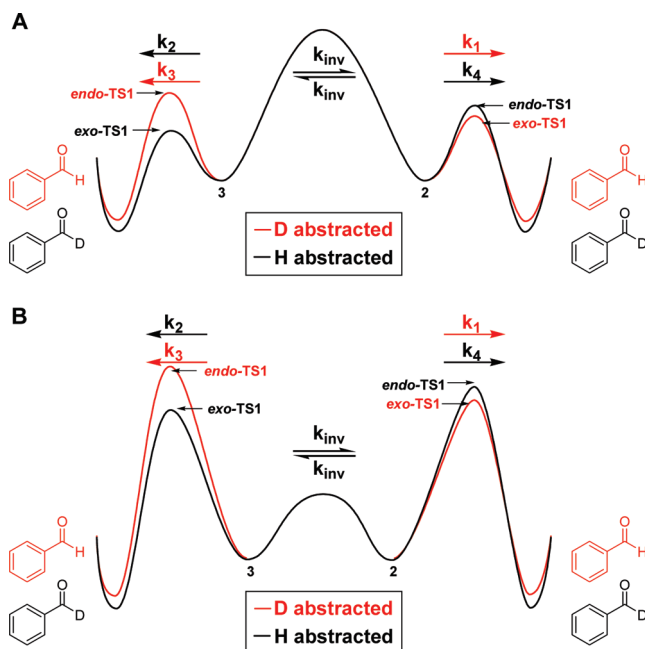 A
k2
kinv
k1
k3
kinv
k4
endo-TS1
endo-TS1
exo-TS1
exo-TS1
O
H
O
H
3
2
O
D
D abstracted
H abstracted
O
D
B
k2
k1
k3
k4
endo-TS1
endo-TS1
exo-TS1
exo-TS1
kinv
kinv
O
H
O
H
3
2
O
D
D abstracted
H abstracted
O
D